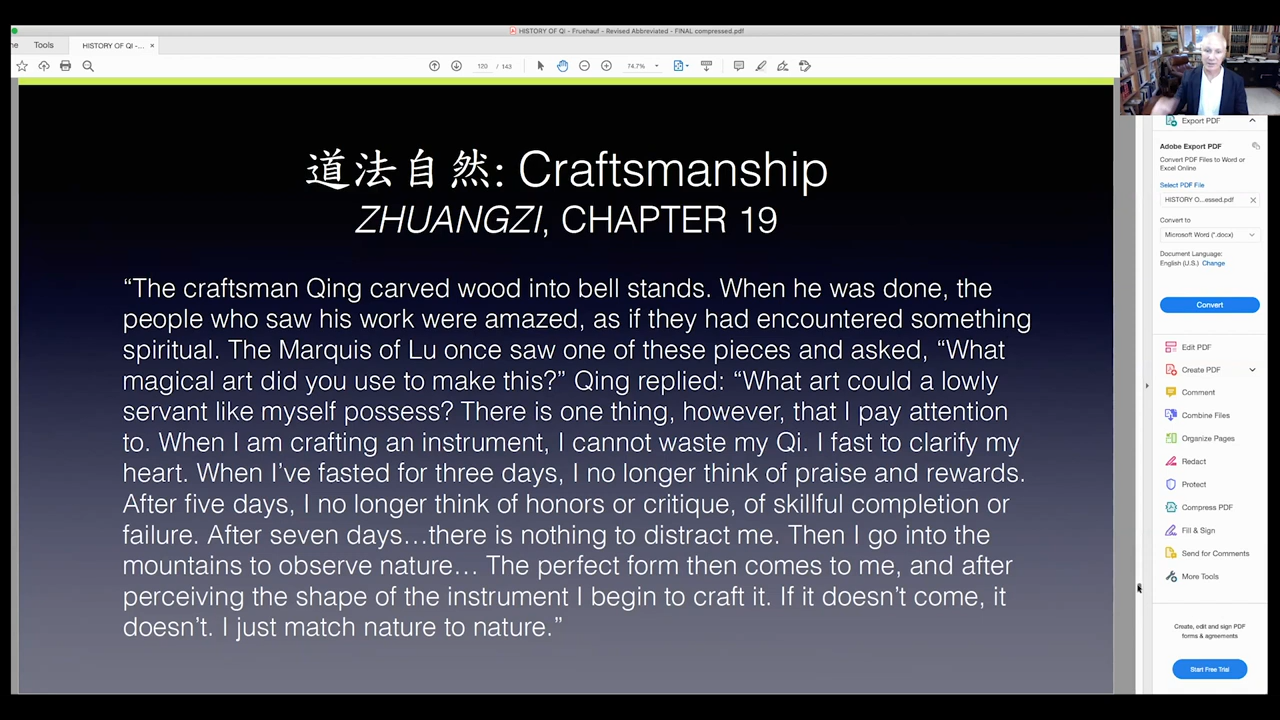 HISTORY OF QI - Fruehauf - Revised Abbreviated - FINAL compressed.pdf
Tools
HISTORY OF QI -... ×
120 / 143
74.7%
道法自然: Craftsmanship
ZHUANGZI, CHAPTER 19
“The craftsman Qing carved wood into bell stands. When he was done, the
people who saw his work were amazed, as if they had encountered something
spiritual. The Marquis of Lu once saw one of these pieces and asked, “What
magical art did you use to make this?” Qing replied: “What art could a lowly
servant like myself possess? There is one thing, however, that I pay attention
to. When I am crafting an instrument, I cannot waste my Qi. I fast to clarify my
heart. When I’ve fasted for three days, I no longer think of praise and rewards.
After five days, I no longer think of honors or critique, of skillful completion or
failure. After seven days…there is nothing to distract me. Then I go into the
mountains to observe nature… The perfect form then comes to me, and after
perceiving the shape of the instrument I begin to craft it. If it doesn’t come, it
doesn’t. I just match nature to nature.”
Export PDF
Adobe Export PDF
Convert PDF Files to Word or
Excel Online
Select PDF File
HISTORY O...essed.pdf
Convert to
Microsoft Word (*.docx)
Document Language:
English (U.S.) Change
Convert
Edit PDF
Create PDF
Comment
Combine Files
Organize Pages
Redact
Protect
Compress PDF
Fill & Sign
Send for Comments
More Tools
Create, edit and sign PDF
forms & agreements
Start Free Trial